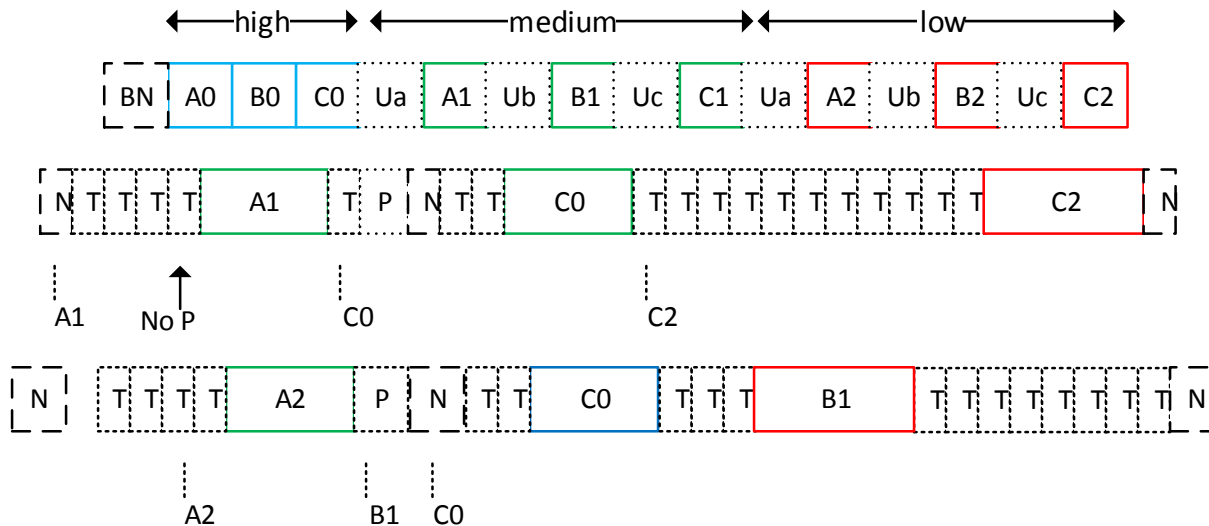 high medium low
BN A0 B0 C0 Ua A1 Ub B1 Uc C1 Ua A2 Ub B2 Uc C2
N T T T T A1 T P N T T C0 T T T T T T T T T T T C2 N
A1 No P C0 C2
N T T T T A2 P N T T C0 T T T B1 T T T T T T T T N
A2 B1 C0